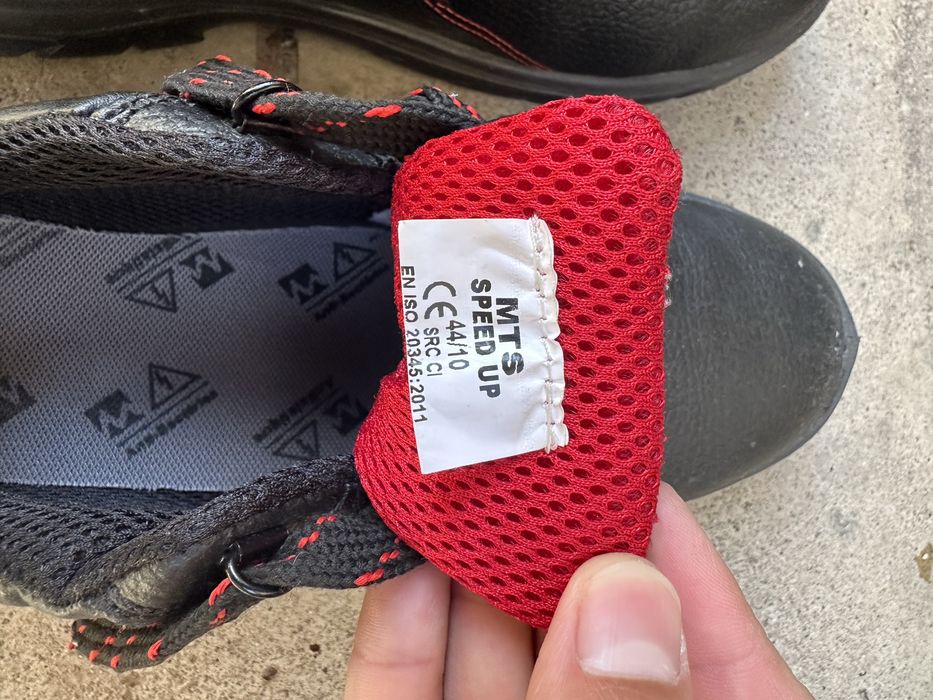 MTS
SPEED UP
44/10
CE SRC CI
EN ISO 20345:2011